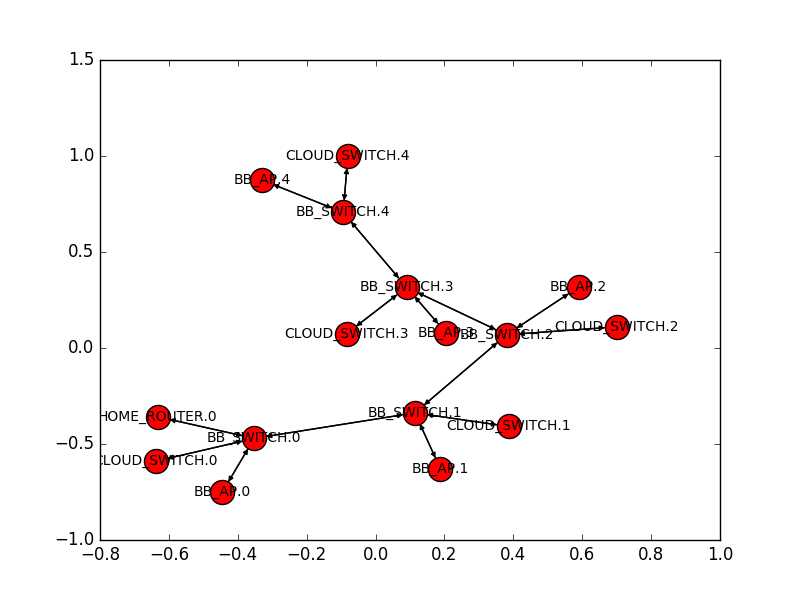 1.5
1.0
0.5
0.0
−0.5
−1.0
CLOUD_SWITCH.4
BB_AP.4
BB_SWITCH.4
BB_SWITCH.3
BB_AP.2
CLOUD_SWITCH.3
BB_AP.3
BB_SWITCH.2
CLOUD_SWITCH.2
HOME_ROUTER.0
BB_SWITCH.0
BB_SWITCH.1
CLOUD_SWITCH.1
CLOUD_SWITCH.0
BB_AP.0
BB_AP.1
−0.8 −0.6 −0.4 −0.2 0.0 0.2 0.4 0.6 0.8 1.0